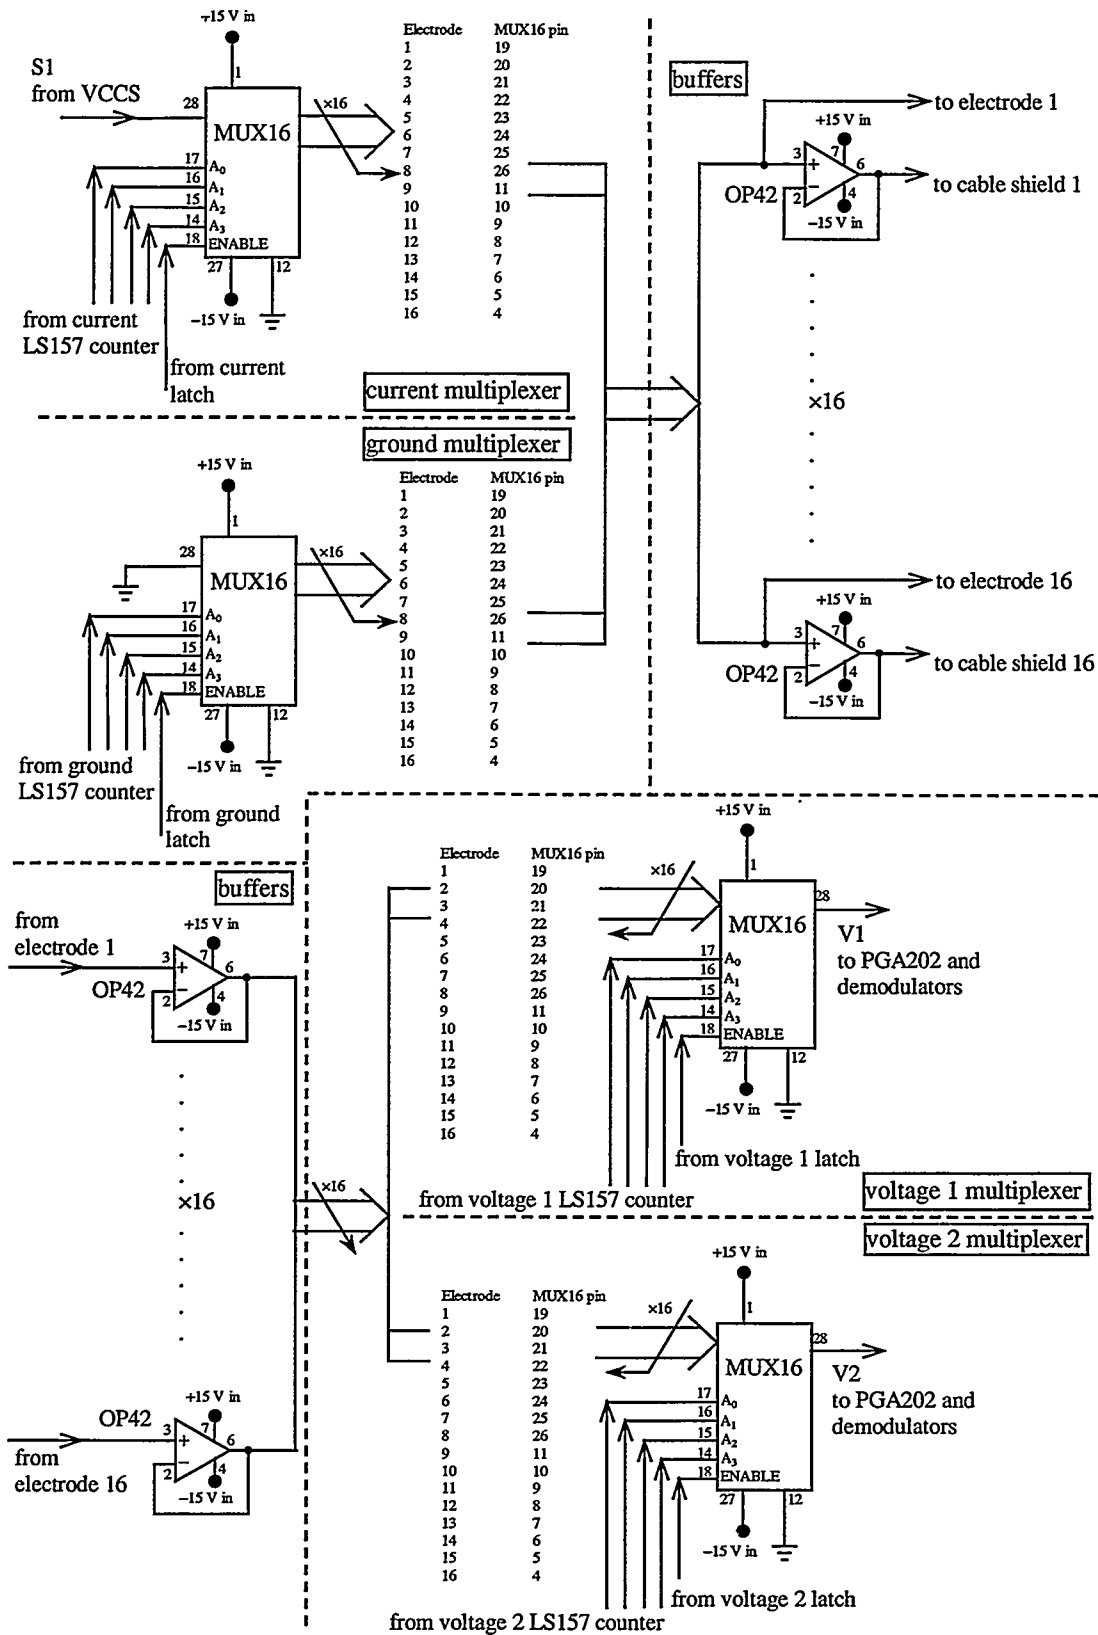 +15 V in
S1
from VCCS
1
28
MUX16
17 A0
16 A1
15 A2
14 A3
18 ENABLE
27
12
−15 V in
from current
LS157 counter
from current
latch
×16
Electrode MUX16 pin
1 19
2 20
3 21
4 22
5 23
6 24
7 25
8 26
9 11
10 10
11 9
12 8
13 7
14 6
15 5
16 4
current multiplexer
ground multiplexer
+15 V in
1
28
MUX16
17 A0
16 A1
15 A2
14 A3
18 ENABLE
27
12
−15 V in
from ground
LS157 counter
from ground
latch
×16
Electrode MUX16 pin
1 19
2 20
3 21
4 22
5 23
6 24
7 25
8 26
9 11
10 10
11 9
12 8
13 7
14 6
15 5
16 4
buffers
to electrode 1
+15 V in
3 + 7 6
to cable shield 1
OP42 2 − 4
−15 V in
×16
to electrode 16
+15 V in
3 + 7 6
to cable shield 16
OP42 2 − 4
−15 V in
buffers
from
electrode 1
+15 V in
3 + 7 6
OP42
2 − 4
−15 V in
×16
+15 V in
OP42
3 + 7 6
from
electrode 16
2 − 4
−15 V in
×16
Electrode MUX16 pin
1 19
2 20
3 21
4 22
5 23
6 24
7 25
8 26
9 11
10 10
11 9
12 8
13 7
14 6
15 5
16 4
×16
+15 V in
1
28
MUX16
V1
to PGA202 and
demodulators
17 A0
16 A1
15 A2
14 A3
18 ENABLE
27
12
−15 V in
from voltage 1 latch
from voltage 1 LS157 counter
voltage 1 multiplexer
voltage 2 multiplexer
Electrode MUX16 pin
1 19
2 20
3 21
4 22
5 23
6 24
7 25
8 26
9 11
10 10
11 9
12 8
13 7
14 6
15 5
16 4
×16
+15 V in
1
28
MUX16
V2
to PGA202 and
demodulators
17 A0
16 A1
15 A2
14 A3
18 ENABLE
27
12
−15 V in
from voltage 2 latch
from voltage 2 LS157 counter